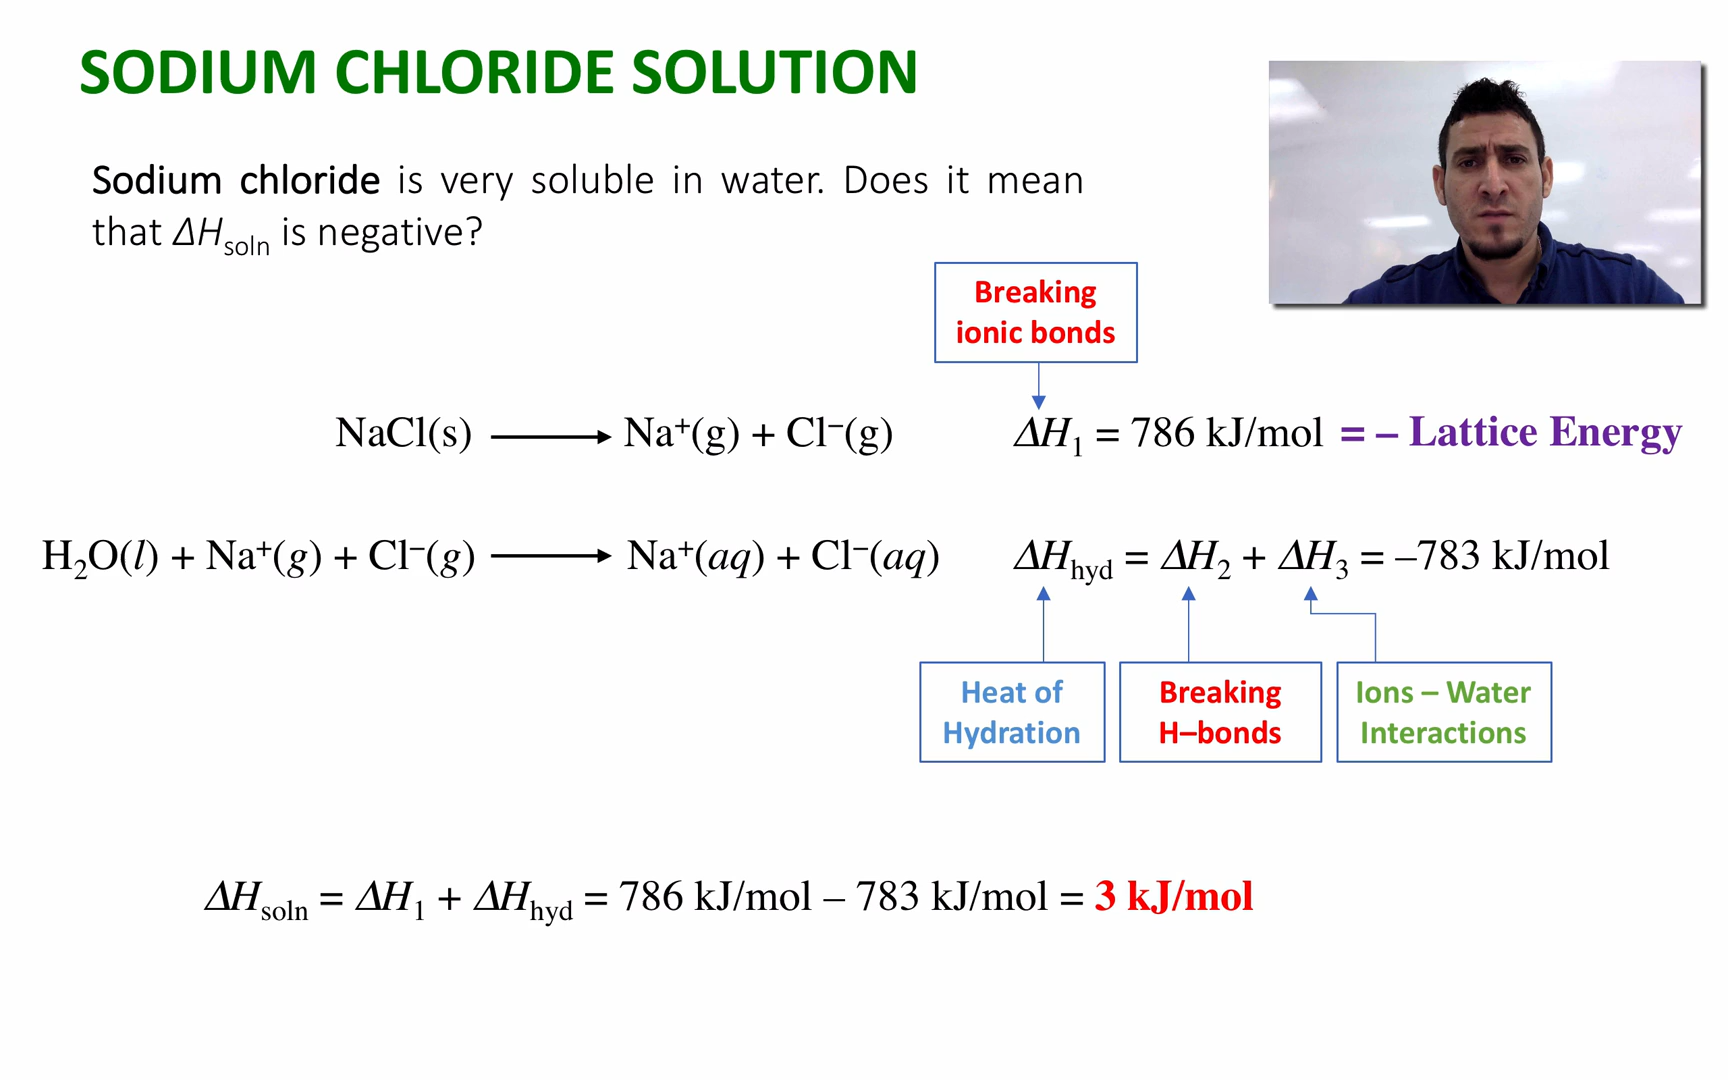 SODIUM CHLORIDE SOLUTION
Sodium chloride is very soluble in water. Does it mean
that ΔHsoln is negative?
Breaking
ionic bonds
NaCl(s) ⟶ Na⁺(g) + Cl⁻(g) ΔH₁ = 786 kJ/mol = – Lattice Energy
H₂O(l) + Na⁺(g) + Cl⁻(g) ⟶ Na⁺(aq) + Cl⁻(aq) ΔHhyd = ΔH₂ + ΔH₃ = –783 kJ/mol
Heat of
Hydration
Breaking
H–bonds
Ions – Water
Interactions
ΔHsoln = ΔH₁ + ΔHhyd = 786 kJ/mol – 783 kJ/mol = 3 kJ/mol